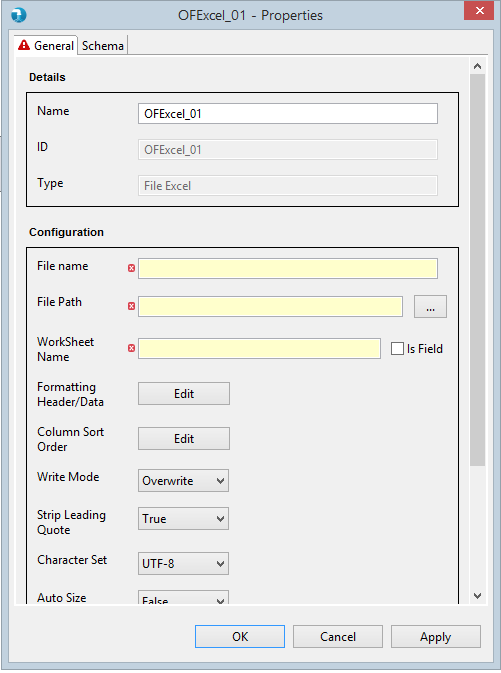 OFExcel_01 - Properties
General Schema
Details
Name OFExcel_01
ID OFExcel_01
Type File Excel
Configuration
File name
File Path ...
WorkSheet
Name Is Field
Formatting
Header/Data Edit
Column Sort
Order Edit
Write Mode Overwrite
Strip Leading
Quote True
Character Set UTF-8
Auto Size False
OK Cancel Apply